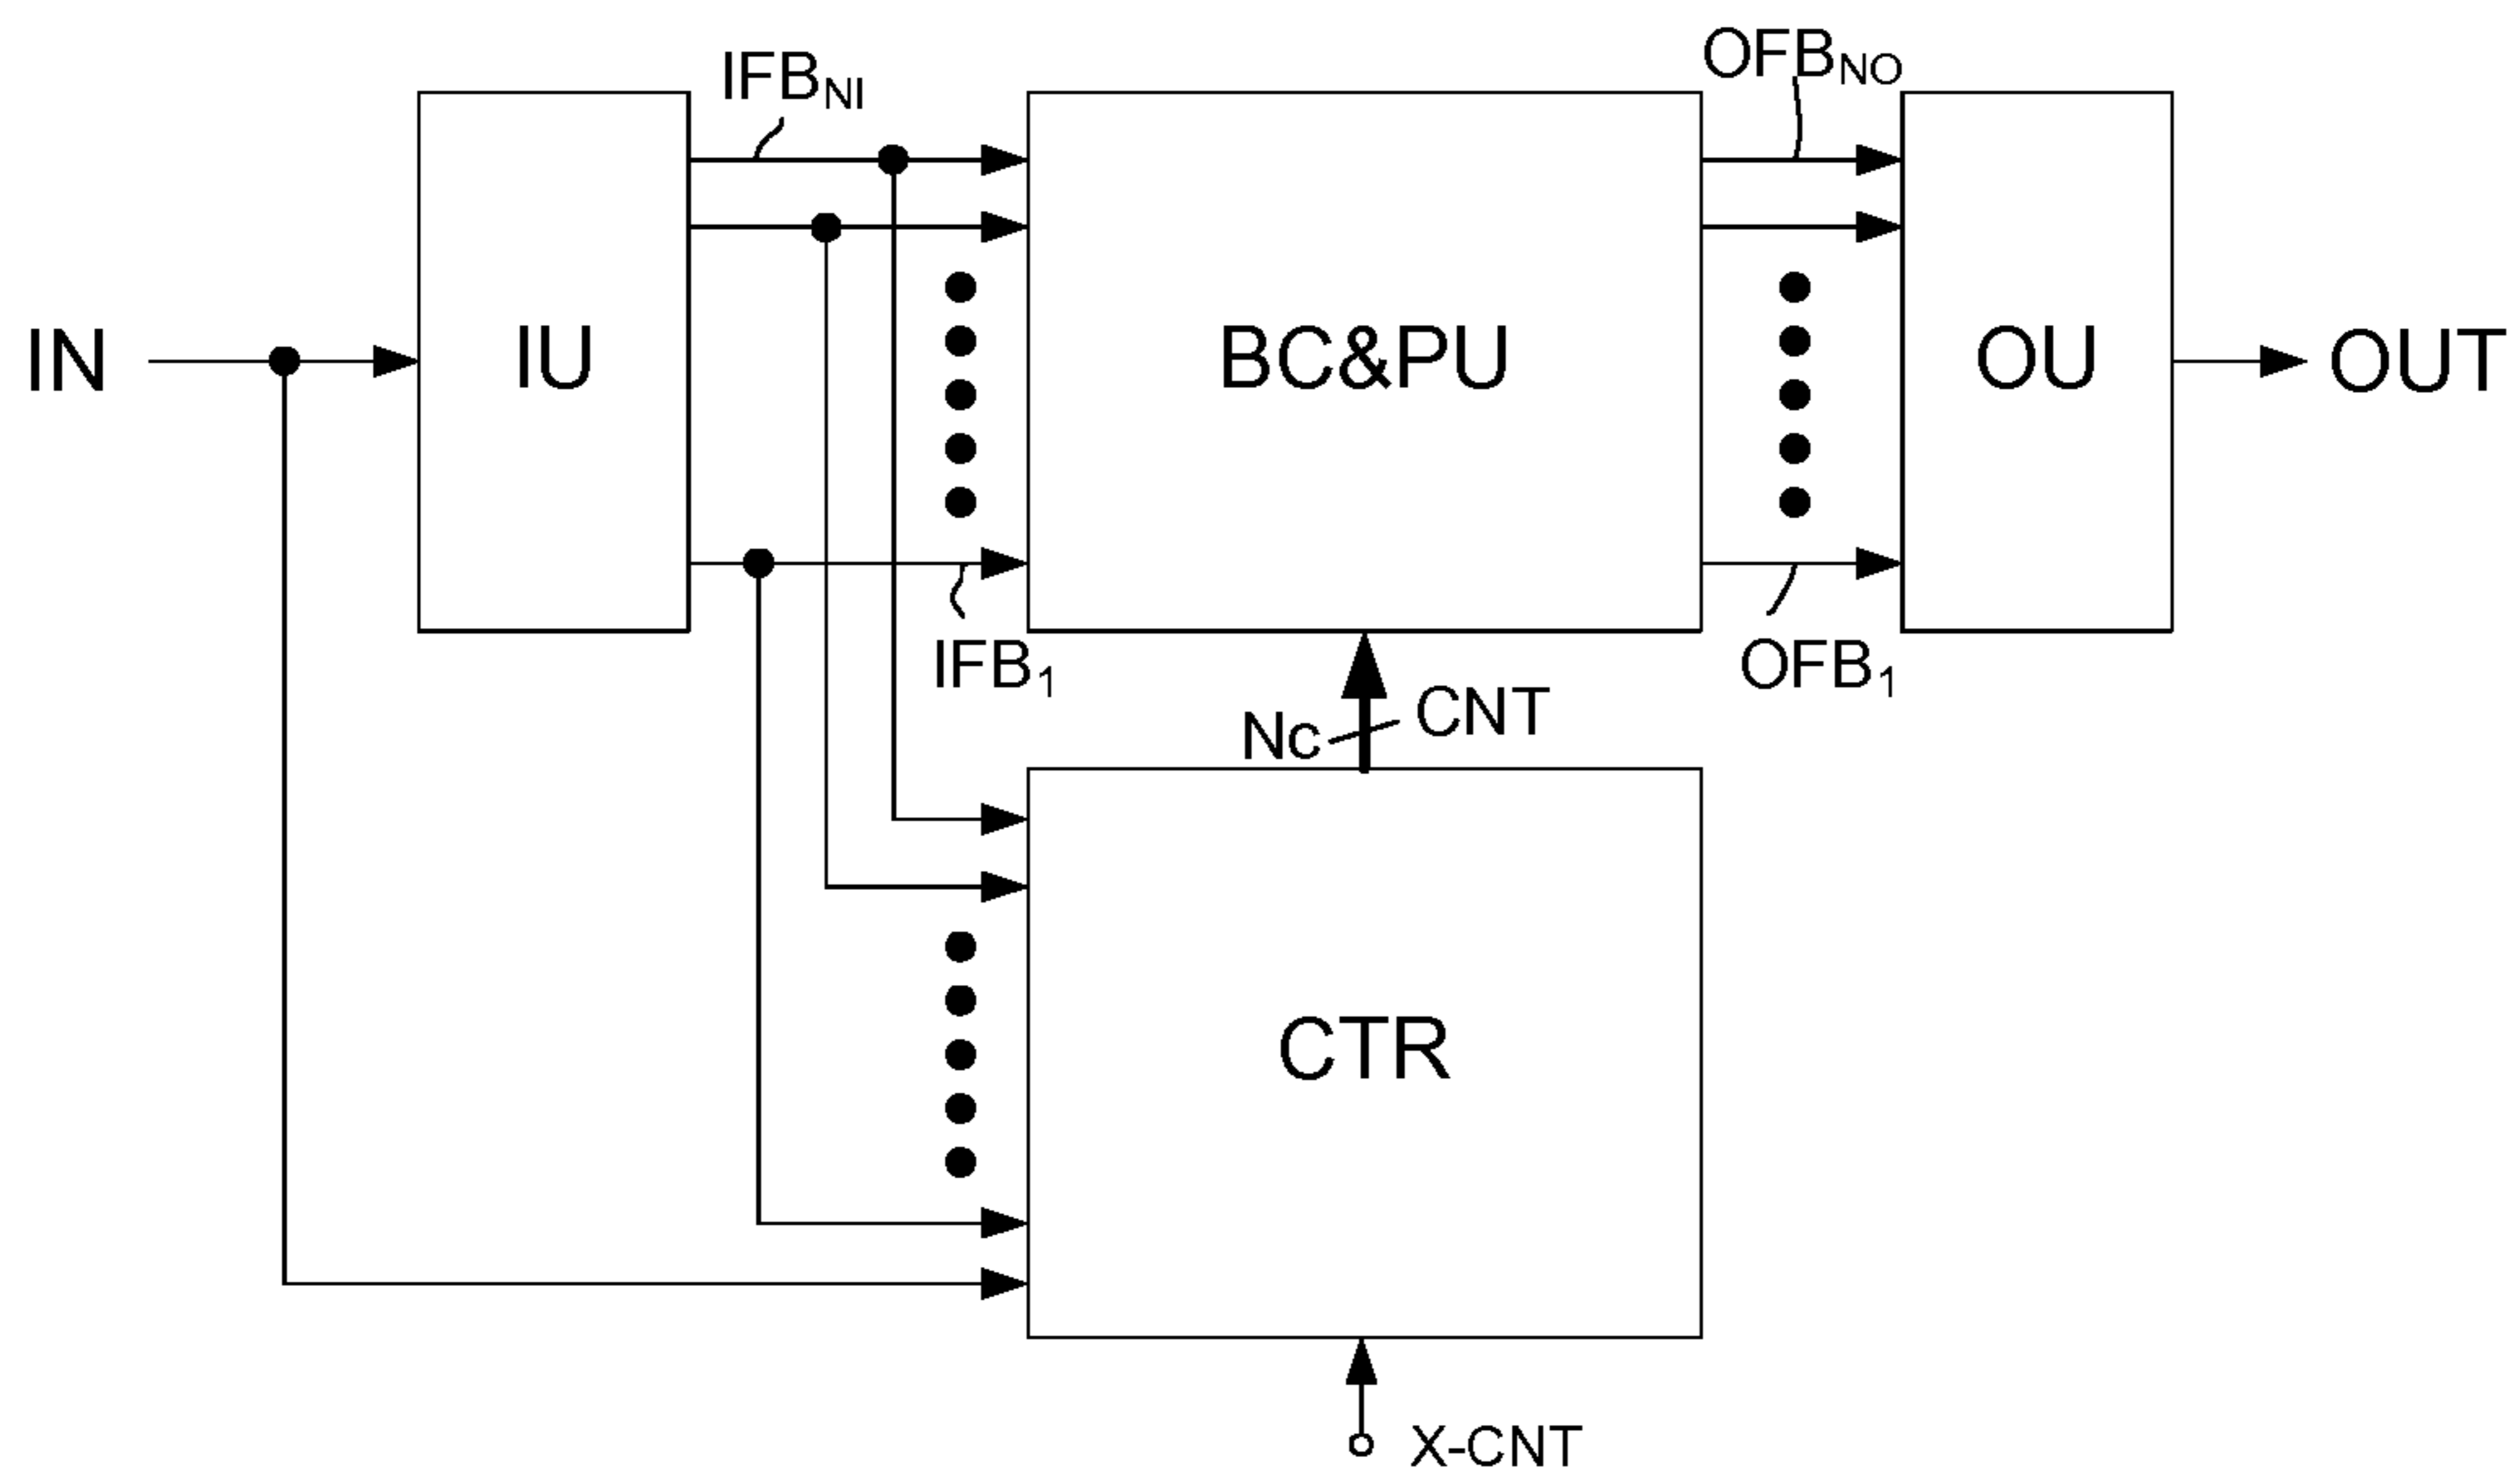 IFB_NI
OFB_NO
IN
IU
BC&PU
OU
OUT
IFB_1
OFB_1
Nc
CNT
CTR
X-CNT